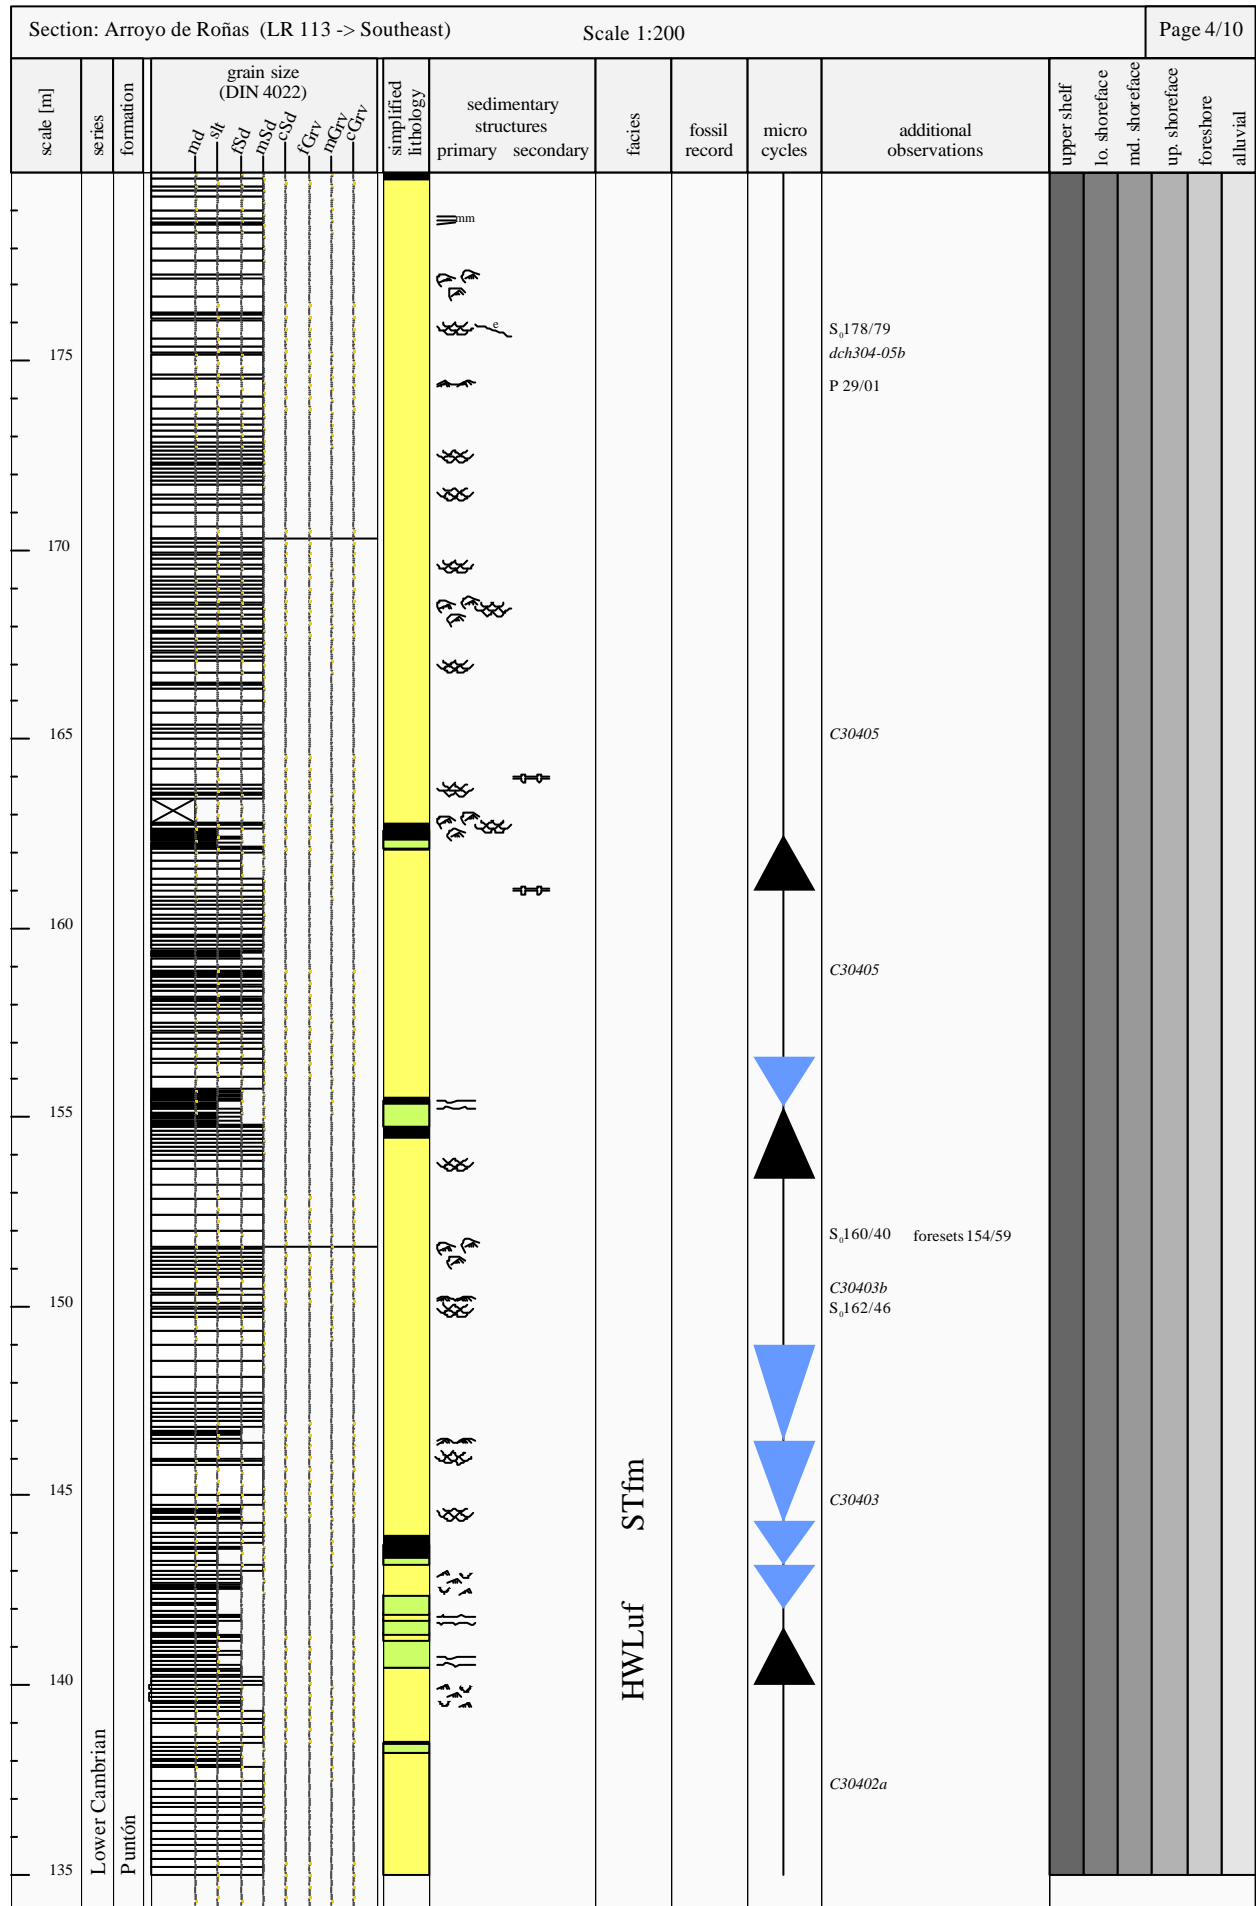 Section: Arroyo de Roñas (LR 113 -> Southeast)
Scale 1:200
Page 4/10
scale [m]
series
formation
grain size
(DIN 4022)
md
slt
fSd
mSd
cSd
fGrv
mGrv
cGrv
simplified
lithology
sedimentary
structures
primary secondary
facies
fossil
record
micro
cycles
additional
observations
upper shelf
lo. shoreface
md. shoreface
up. shoreface
foreshore
alluvial
mm
e
S₀178/79
175
dch304-05b
P 29/01
170
165
C30405
160
C30405
155
S₀160/40 foresets 154/59
C30403b
150
S₀162/46
145
C30403
STfm
HWLuf
140
C30402a
Lower Cambrian
Puntón
135